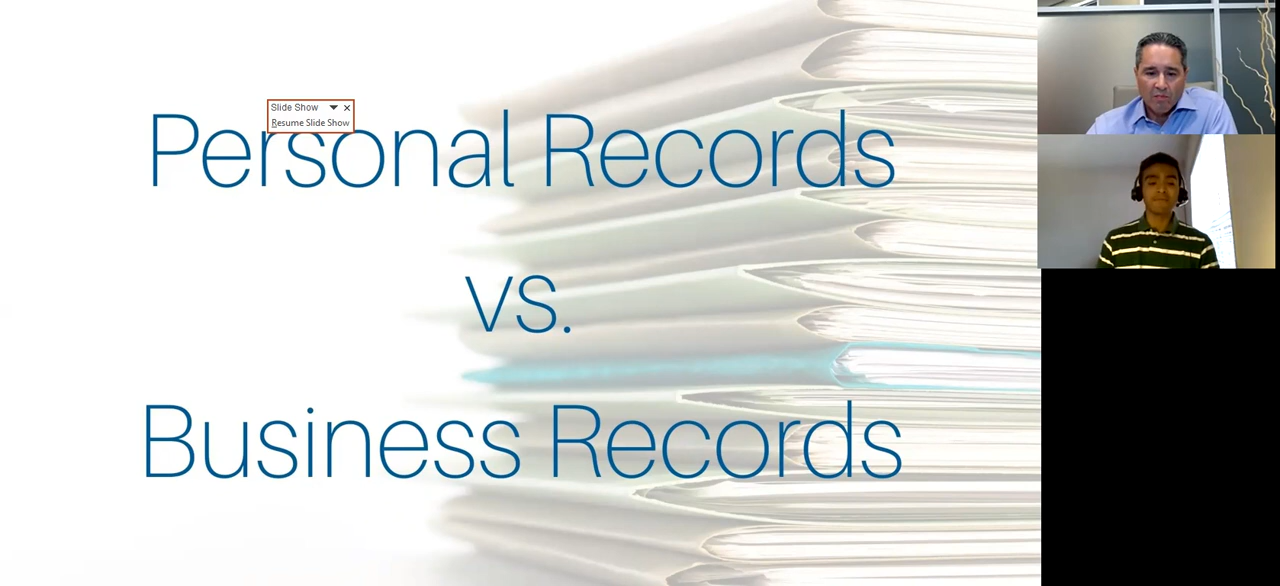 Slide Show
Resume Slide Show
Personal Records
vs.
Business Records